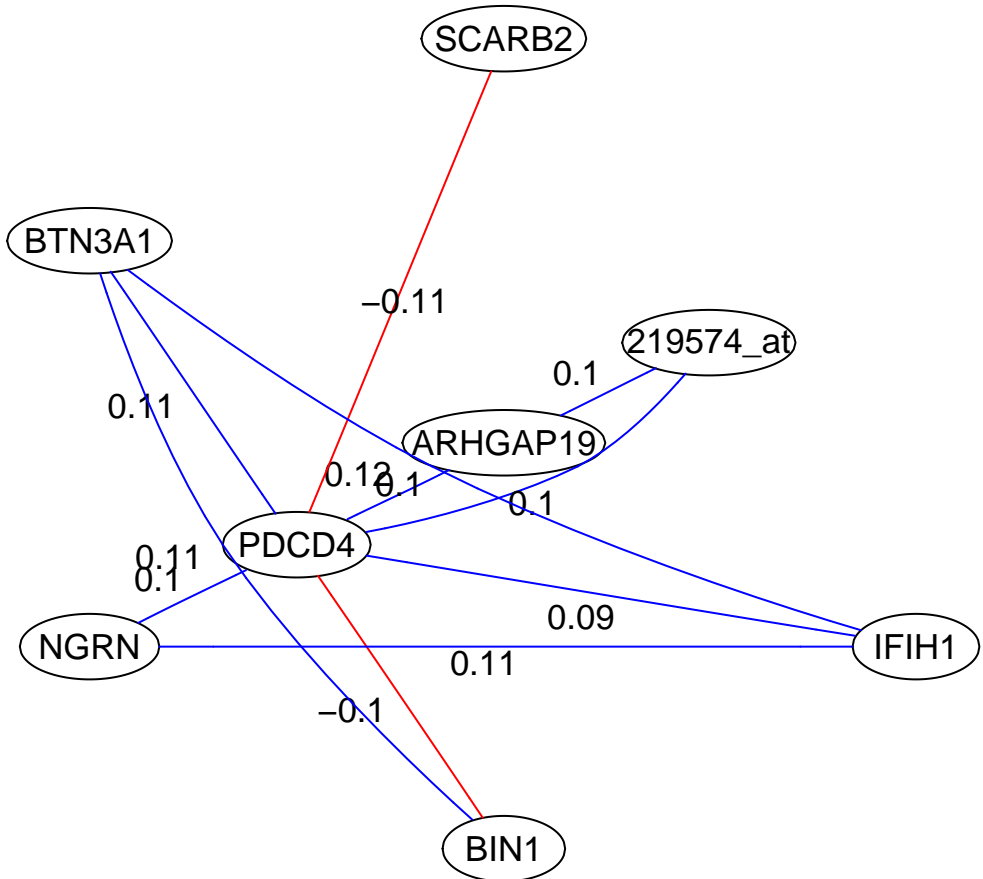 SCARB2
BTN3A1
−0.11
219574_at
0.1
0.11
ARHGAP19
0.12
0.1
0.1
PDCD4
0.11
0.1
0.09
NGRN
IFIH1
0.11
−0.1
BIN1